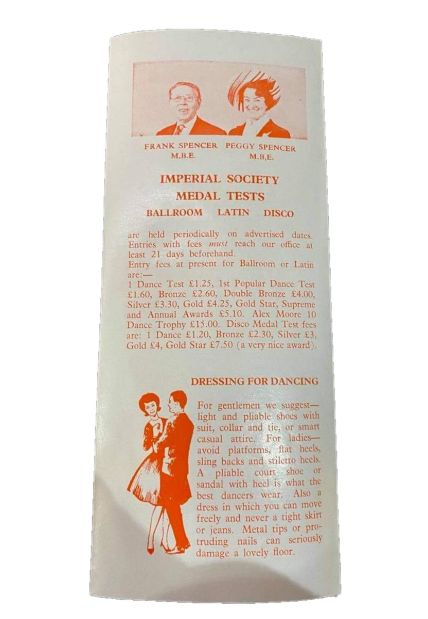 FRANK SPENCER PEGGY SPENCER
M.B.E. M.B.E.
IMPERIAL SOCIETY
MEDAL TESTS
BALLROOM LATIN DISCO
are held periodically on advertised dates.
Entries with fees must reach our office at
least 21 days beforehand.
Entry fees at present for Ballroom or Latin
are:—
1 Dance Test £1.25, 1st Popular Dance Test
£1.60, Bronze £2.60, Double Bronze £4.00,
Silver £3.30, Gold £4.25, Gold Star, Supreme
and Annual Awards £5.10. Alex Moore 10
Dance Trophy £15.00. Disco Medal Test fees
are: 1 Dance £1.20, Bronze £2.30, Silver £3,
Gold £4, Gold Star £7.50 (a very nice award).
DRESSING FOR DANCING
For gentlemen we suggest—
light and pliable shoes with
suit, collar and tie, or smart
casual attire. For ladies—
avoid platforms, flat heels,
sling backs and stiletto heels.
A pliable court shoe or
sandal with heel is what the
best dancers wear. Also a
dress in which you can move
freely and never a tight skirt
or jeans. Metal tips or pro-
truding nails can seriously
damage a lovely floor.